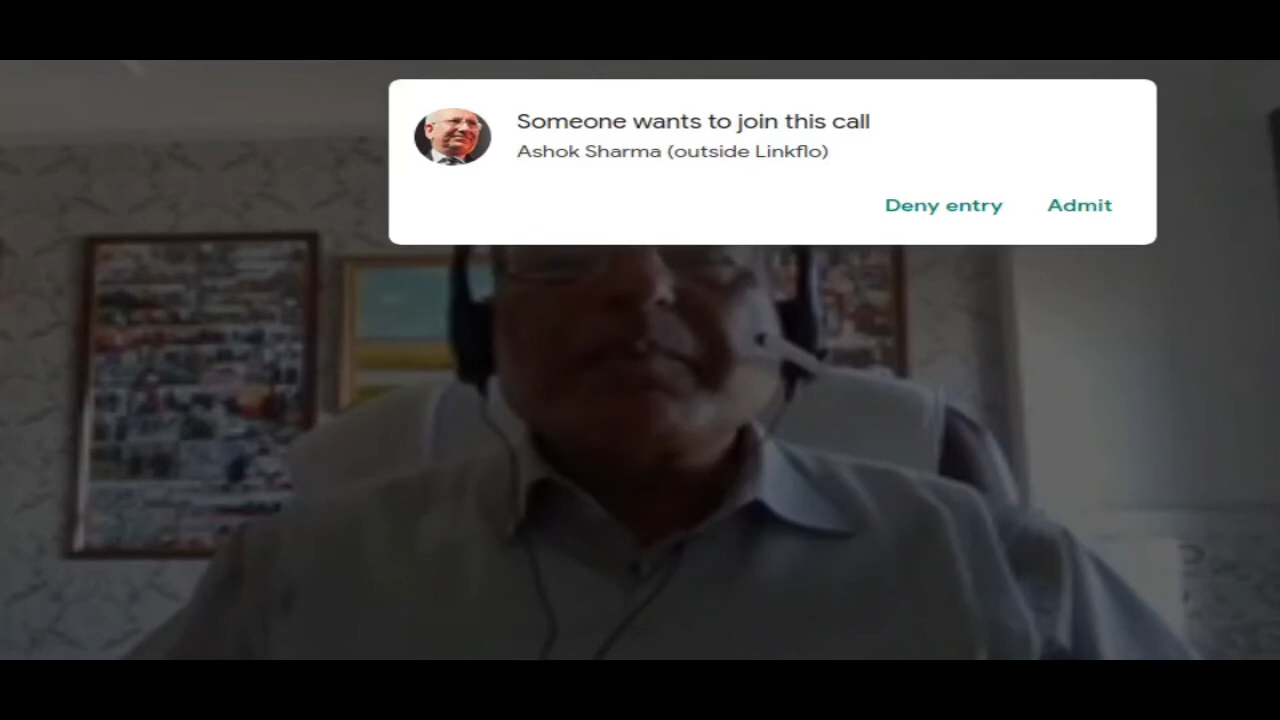 Someone wants to join this call
Ashok Sharma (outside Linkflo)
Deny entry
Admit